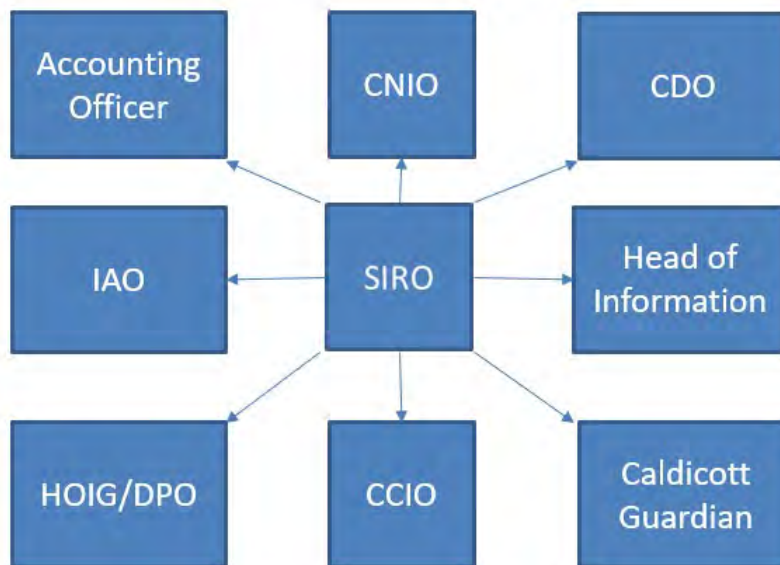 Accounting
Officer
CNIO
CDO
IAO
SIRO
Head of
Information
HOIG/DPO
CCIO
Caldicott
Guardian